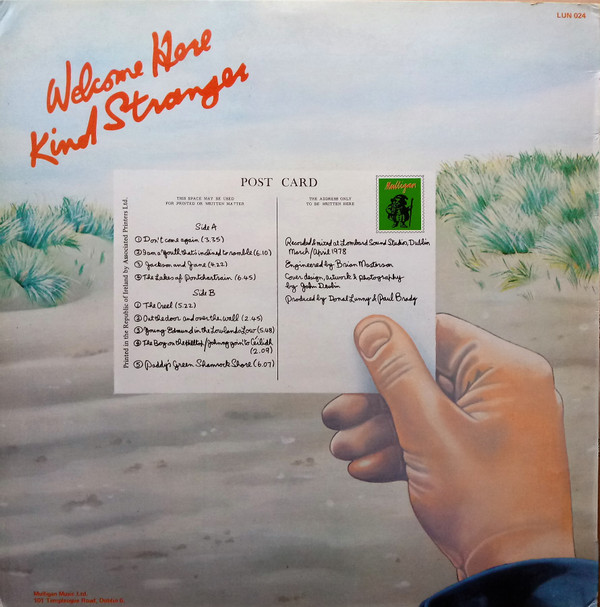 LUN 024
Welcome Here
Kind Stranger
POST CARD
THIS SPACE MAY BE USED
FOR PRINTED OR WRITTEN MATTER
THE ADDRESS ONLY
TO BE WRITTEN HERE
Mulligan
Printed in the Republic of Ireland by Associated Printers Ltd.
Side A
① Don't come again (3.35)
② I am a Youth that's inclined to ramble (6.10)
③ Jackson and Jane (4.22)
④ The Lakes of Pontchartrain (6.45)
Side B
① The Creel (5.22)
② Out the door and over the wall (2.45)
③ Young Edmund in the Lowlands Low (5.48)
④ The Boy on the Hilltop/Johnny goin' to Ceilidh
(2.09)
⑤ Paddy's Green Shamrock Shore (6.07)
Recorded & mixed at Lombard Sound Studios, Dublin
March/April 1978
Engineered by Brian Masterson
Cover design, artwork & photography
by John Devlin
Produced by Donal Lunny & Paul Brady
Mulligan Music Ltd.
101 Templeogue Road, Dublin 6.